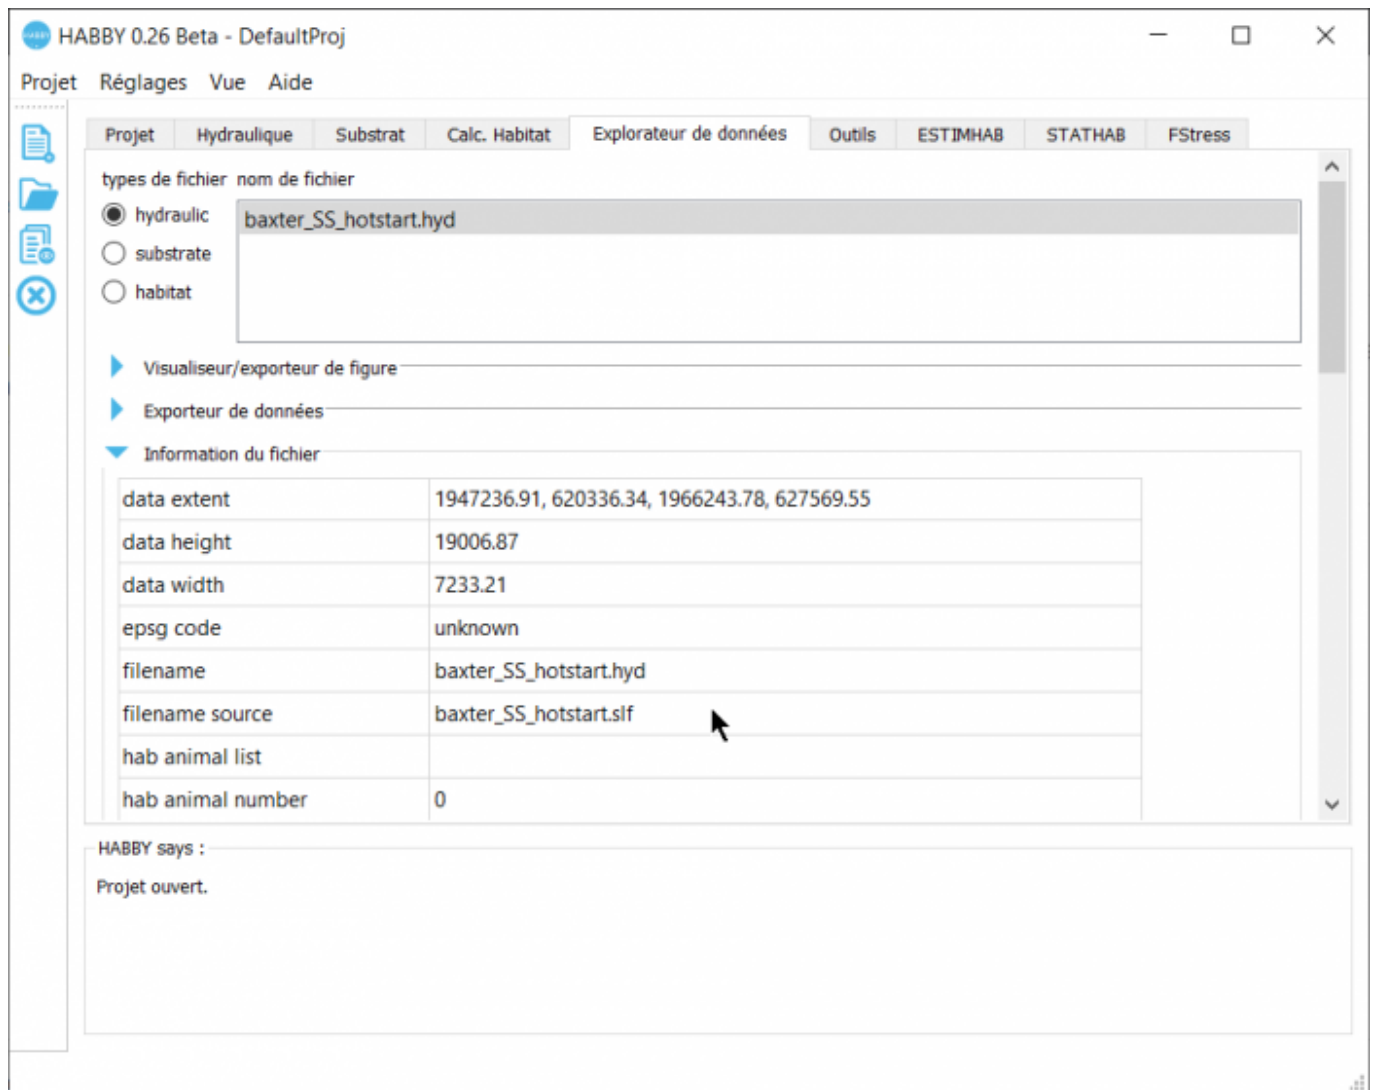 HABBY 0.26 Beta - DefaultProj
Projet Réglages Vue Aide
Projet Hydraulique Substrat Calc. Habitat Explorateur de données Outils ESTIMHAB STATHAB FStress
types de fichier nom de fichier
hydraulic baxter_SS_hotstart.hyd
substrate
habitat
Visualiseur/exporteur de figure
Exporteur de données
Information du fichier
data extent 1947236.91, 620336.34, 1966243.78, 627569.55
data height 19006.87
data width 7233.21
epsg code unknown
filename baxter_SS_hotstart.hyd
filename source baxter_SS_hotstart.slf
hab animal list
hab animal number 0
HABBY says :
Projet ouvert.